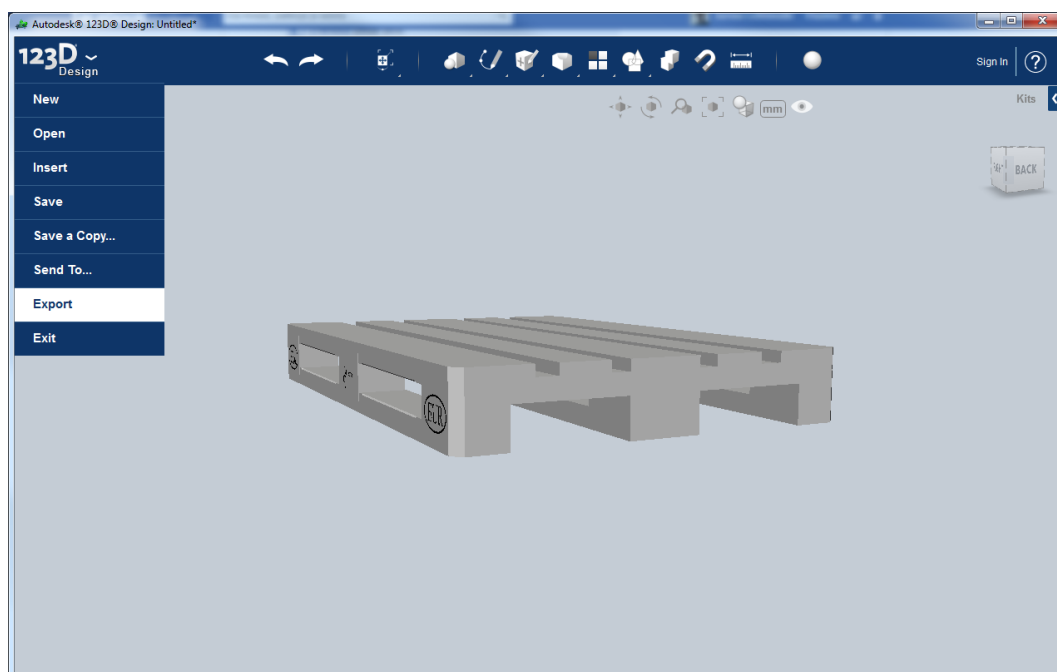 Autodesk® 123D® Design: Untitled*
123D
Design
Sign In
?
New
Open
Insert
Save
Save a Copy...
Send To...
Export
Exit
mm
Kits
BACK
EUR